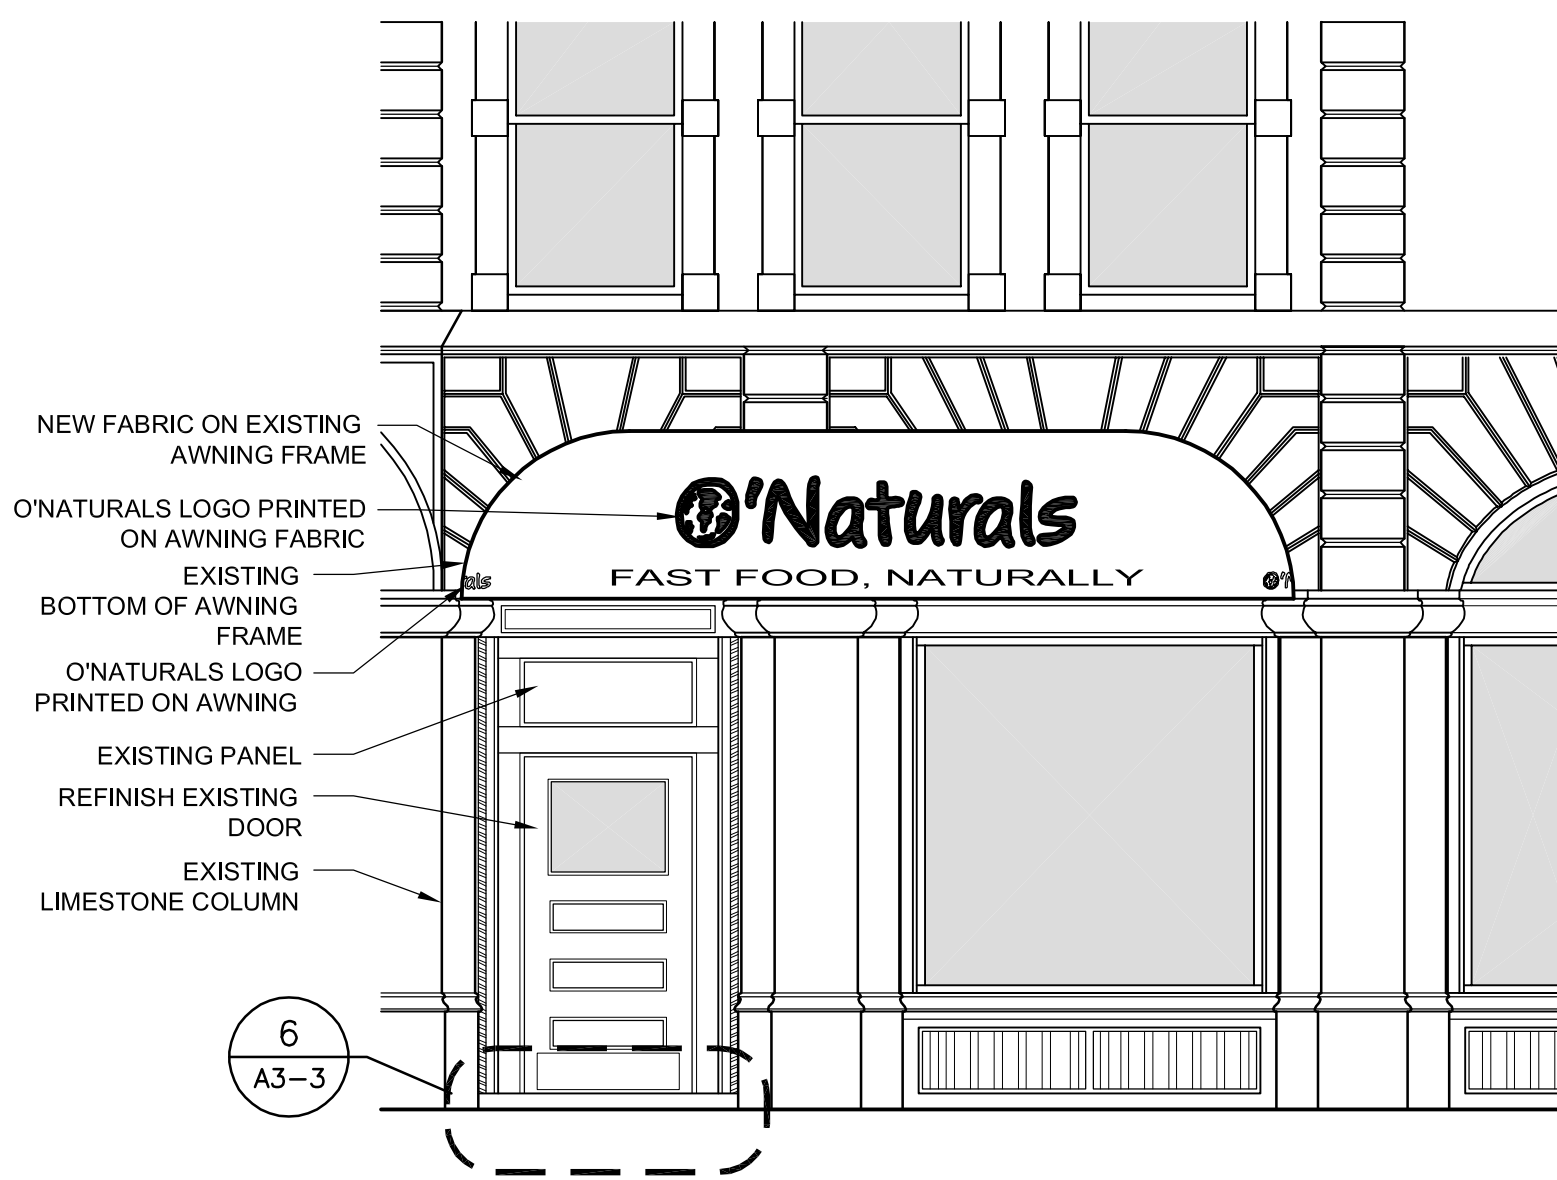 NEW FABRIC ON EXISTING
AWNING FRAME
O'NATURALS LOGO PRINTED
ON AWNING FABRIC
EXISTING
BOTTOM OF AWNING
FRAME
O'NATURALS LOGO
PRINTED ON AWNING
EXISTING PANEL
REFINISH EXISTING
DOOR
EXISTING
LIMESTONE COLUMN
6
A3-3
O'Naturals
FAST FOOD, NATURALLY
als
O'N